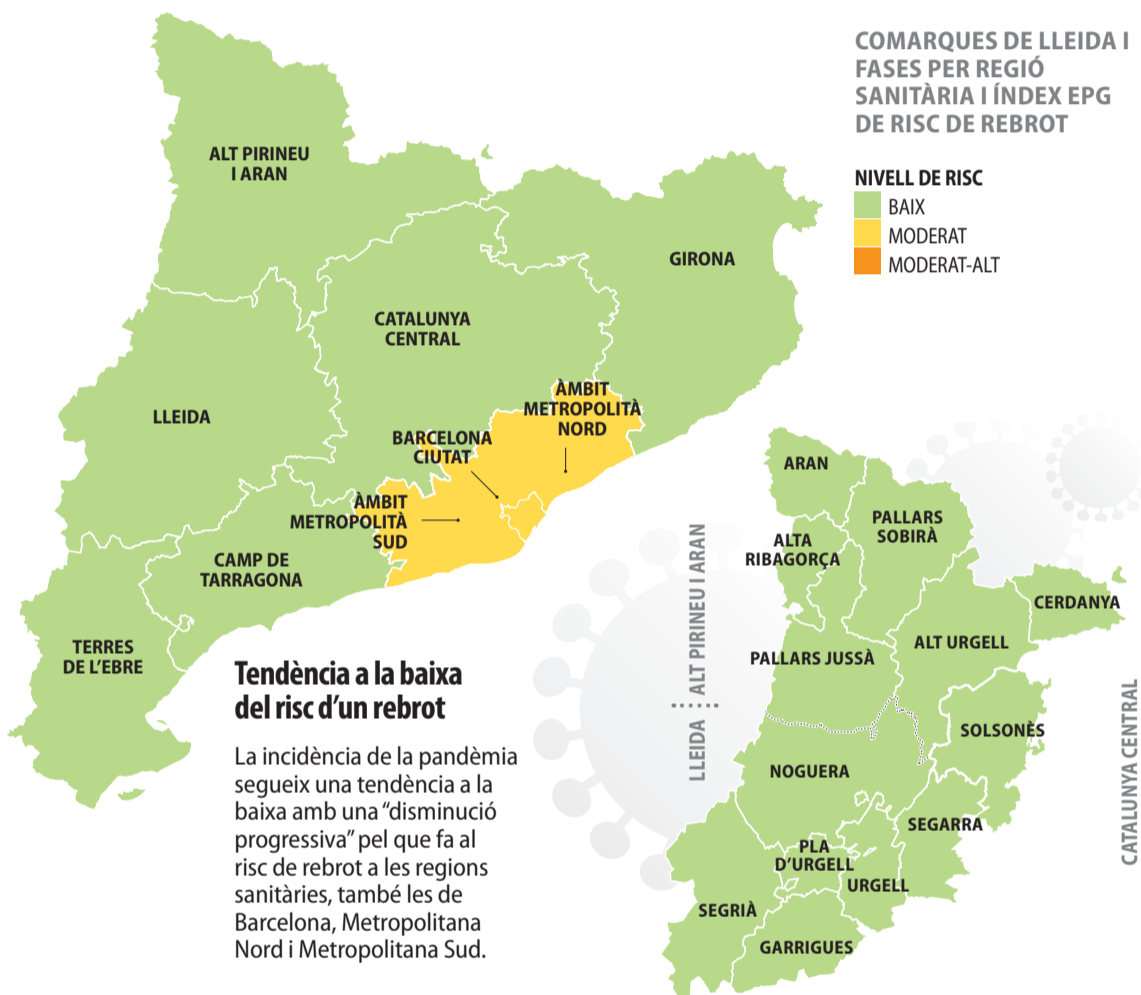 COMARQUES DE LLEIDA I
FASES PER REGIÓ
SANITÀRIA I ÍNDEX EPG
DE RISC DE REBROT
NIVELL DE RISC
BAIX
MODERAT
MODERAT-ALT
ALT PIRINEU
I ARAN
GIRONA
CATALUNYA
CENTRAL
LLEIDA
ÀMBIT
METROPOLITÀ
NORD
BARCELONA
CIUTAT
ÀMBIT
METROPOLITÀ
SUD
CAMP DE
TARRAGONA
TERRES
DE L'EBRE
Tendència a la baixa
del risc d'un rebrot
La incidència de la pandèmia
segueix una tendència a la
baixa amb una “disminució
progressiva” pel que fa al
risc de rebrot a les regions
sanitàries, també les de
Barcelona, Metropolitana
Nord i Metropolitana Sud.
ARAN
PALLARS
SOBIRÀ
ALTA
RIBAGORÇA
CERDANYA
ALT URGELL
PALLARS JUSSÀ
SOLSONÈS
NOGUERA
SEGARRA
PLA
D'URGELL
URGELL
SEGRIÀ
GARRIGUES
ALT PIRINEU I ARAN
LLEIDA
CATALUNYA CENTRAL